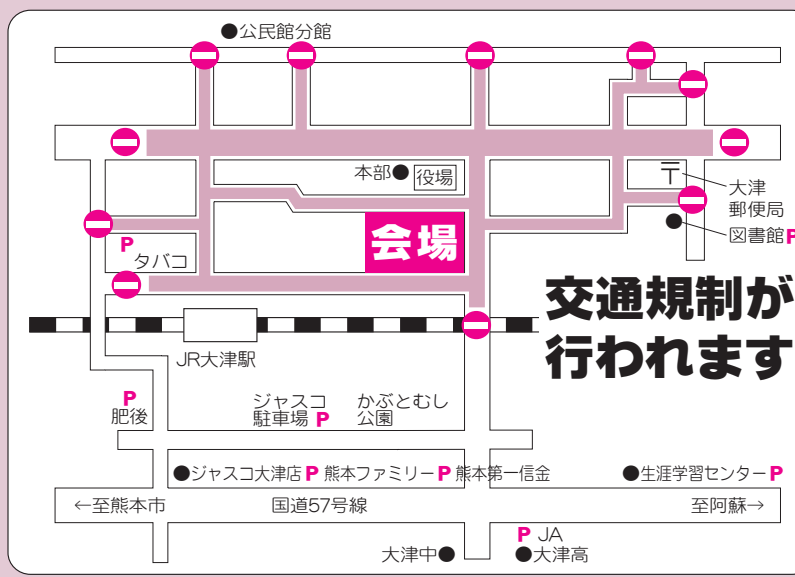 ●公民館分館
本部● 役場
〒
大津
郵便局
図書館P
会場
P
タバコ
交通規制が
行われます
JR大津駅
P
肥後
ジャスコ
駐車場 P
かぶとむし
公園
●ジャスコ大津店 P 熊本ファミリー P 熊本第一信金
●生涯学習センター P
←至熊本市
国道57号線
至阿蘇→
P JA
大津中●
●大津高